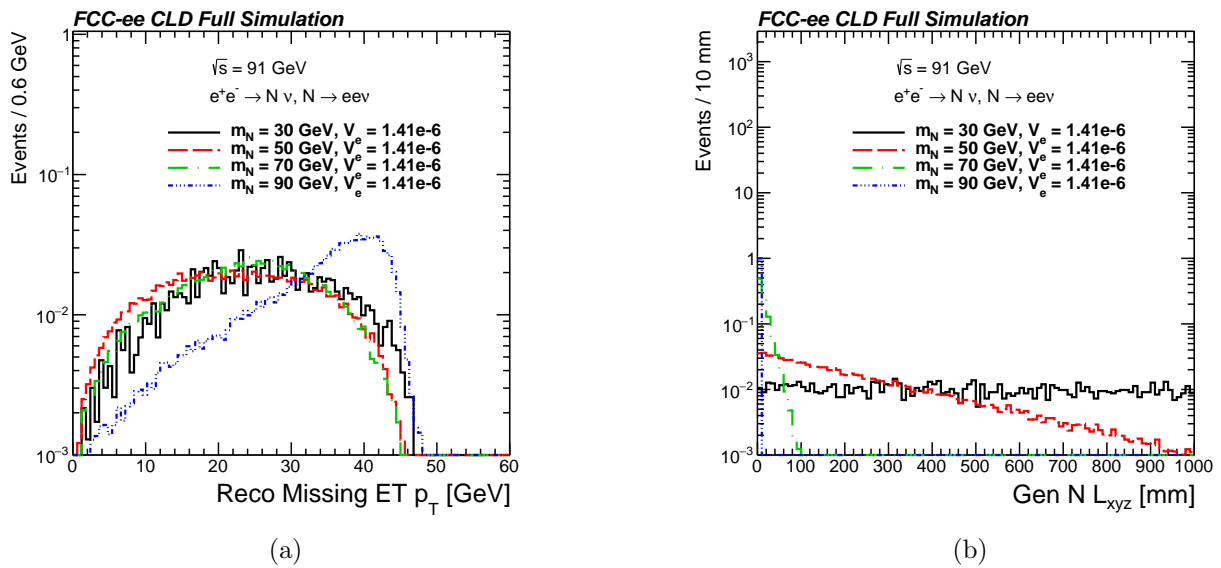 FCC-ee CLD Full Simulation
Events / 0.6 GeV
1
10⁻¹
10⁻²
10⁻³
√s = 91 GeV
e⁺e⁻ → N ν, N → eeν
m_N = 30 GeV, V_e = 1.41e-6
m_N = 50 GeV, V_e = 1.41e-6
m_N = 70 GeV, V_e = 1.41e-6
m_N = 90 GeV, V_e = 1.41e-6
0 10 20 30 40 50 60
Reco Missing ET p_T [GeV]
(a)
FCC-ee CLD Full Simulation
Events / 10 mm
10³
10²
10
1
10⁻¹
10⁻²
10⁻³
√s = 91 GeV
e⁺e⁻ → N ν, N → eeν
m_N = 30 GeV, V_e = 1.41e-6
m_N = 50 GeV, V_e = 1.41e-6
m_N = 70 GeV, V_e = 1.41e-6
m_N = 90 GeV, V_e = 1.41e-6
0 100 200 300 400 500 600 700 800 900 1000
Gen N L_xyz [mm]
(b)